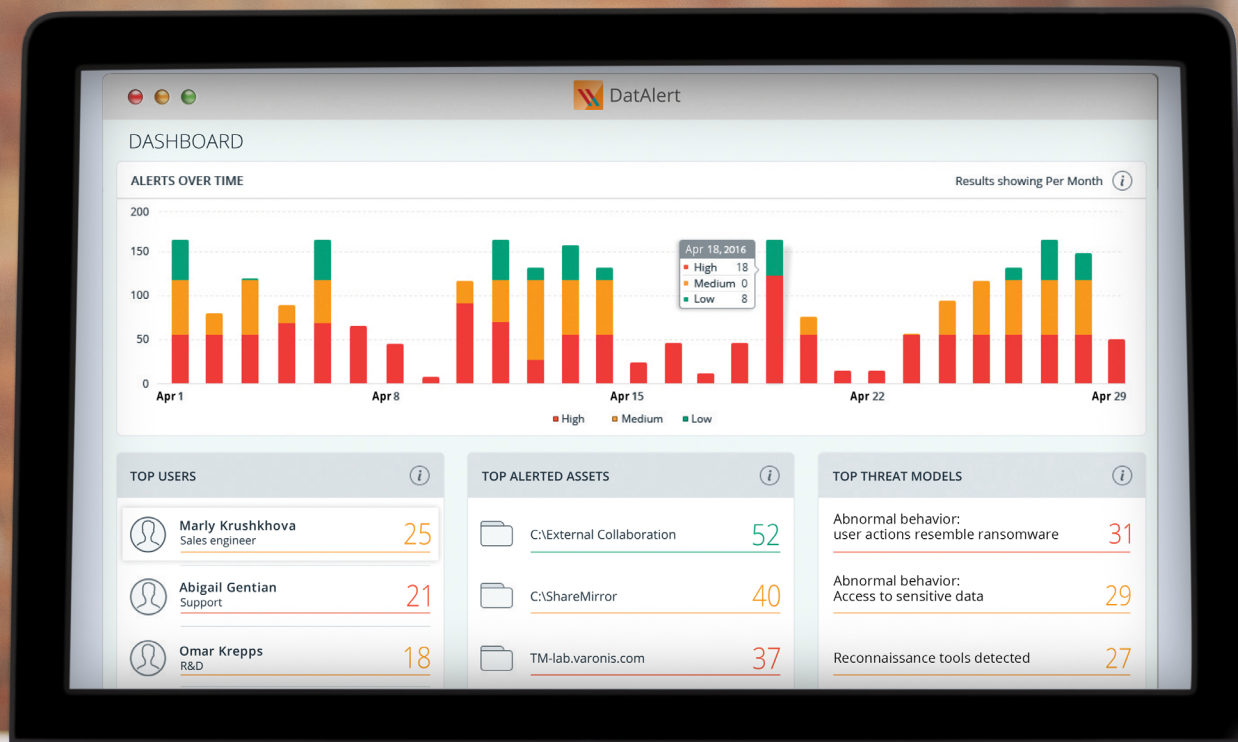 DatAlert
DASHBOARD
ALERTS OVER TIME
Results showing Per Month i
200
150
100
50
0
Apr 18, 2016
High 18
Medium 0
Low 8
Apr 1
Apr 8
Apr 15
Apr 22
Apr 29
High
Medium
Low
TOP USERS i
Marly Krushkhova
Sales engineer
25
Abigail Gentian
Support
21
Omar Krepps
R&D
18
TOP ALERTED ASSETS i
C:\External Collaboration 52
C:\ShareMirror 40
TM-lab.varonis.com 37
TOP THREAT MODELS i
Abnormal behavior:
user actions resemble ransomware
31
Abnormal behavior:
Access to sensitive data
29
Reconnaissance tools detected 27